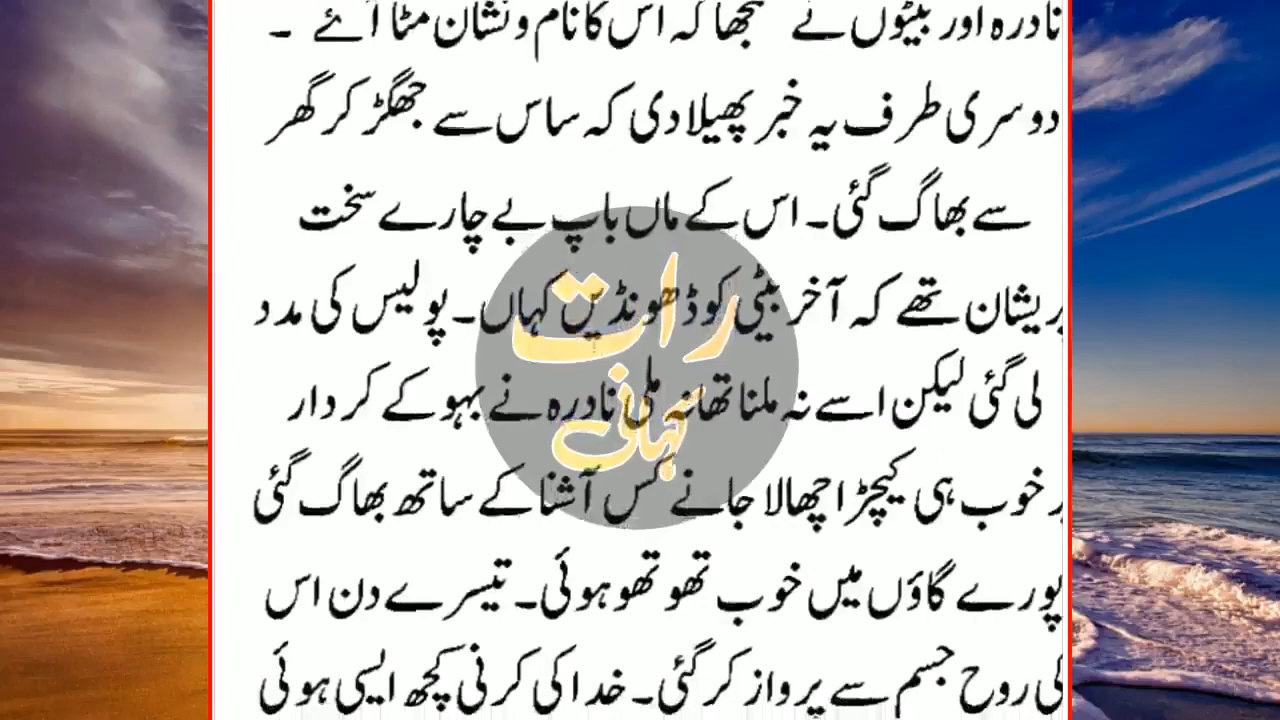 نادرہ اور بیٹوں نے سمجھا کہ اس کا نام و نشان مٹا آئے ۔
دوسری طرف یہ خبر پھیلا دی کہ ساس سے جھگڑ کر گھر
سے بھاگ گئی۔ اس کے ماں باپ بے چارے سخت
پریشان تھے کہ آخر بیٹی کو ڈھونڈیں کہاں۔ پولیس کی مدد
لی گئی لیکن اسے نہ ملنا تھا نہ ملی نادرہ نے بہو کے کردار
پر خوب ہی کیچڑ اچھالا جانے کس آشنا کے ساتھ بھاگ گئی
پورے گاؤں میں خوب تھو تھو ہوئی۔ تیسرے دن اس
کی روح جسم سے پرواز کر گئی۔ خدا کی کرنی کچھ ایسی ہوئی
رات
کہانی